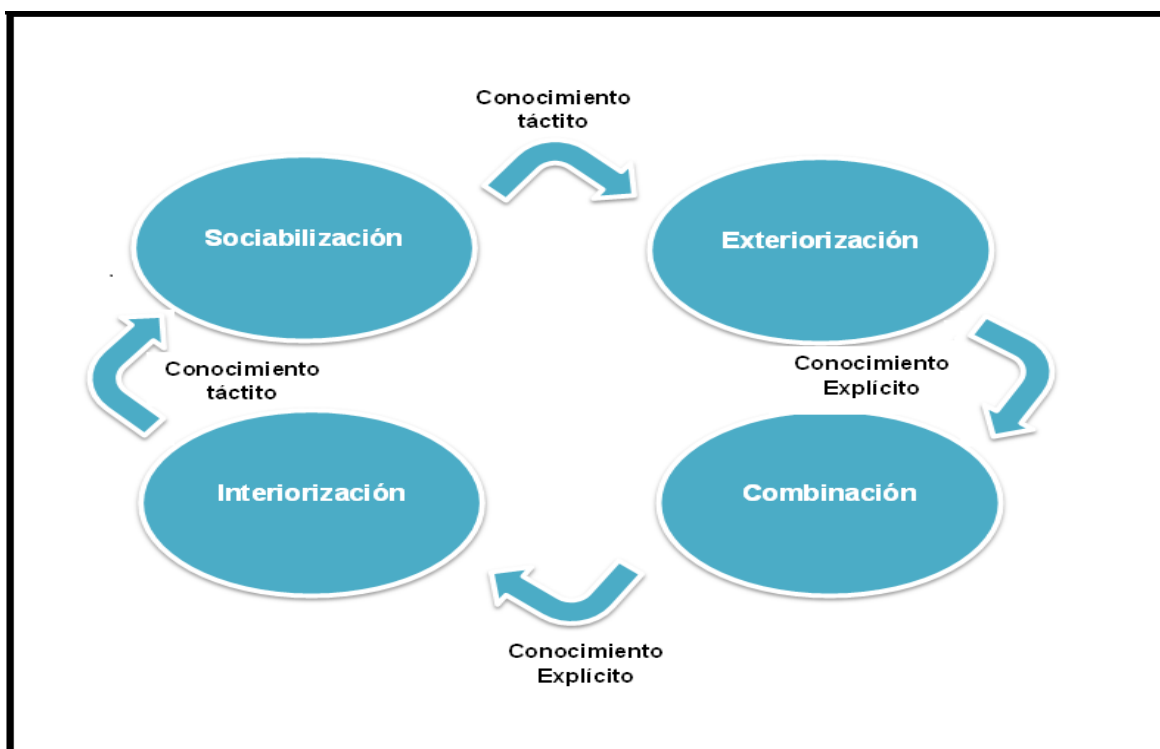 Conocimiento
táctito
Sociabilización
Exteriorización
Conocimiento
Explícito
Conocimiento
táctito
Interiorización
Combinación
Conocimiento
Explícito